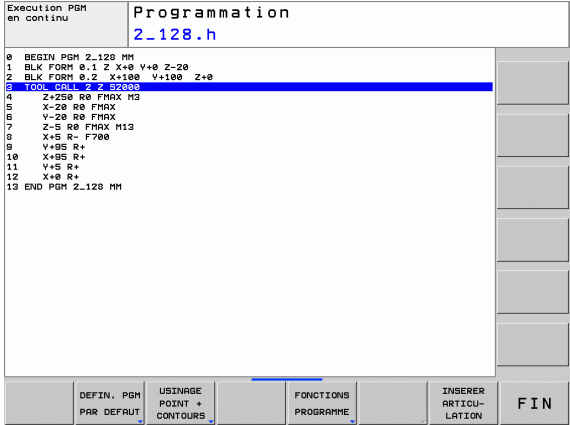 Execution PGM
en continu
Programmation
2_128.h
0 BEGIN PGM 2_128 MM
1 BLK FORM 0.1 Z X+0 Y+0 Z-20
2 BLK FORM 0.2 X+100 Y+100 Z+0
3 TOOL CALL 2 Z S2000
4 Z+250 R0 FMAX M3
5 X-20 R0 FMAX
6 Y-20 R0 FMAX
7 Z-5 R0 FMAX M13
8 X+5 R- F700
9 Y+95 R+
10 X+95 R+
11 Y+5 R+
12 X+0 R+
13 END PGM 2_128 MM
DEFIN. PGM
PAR DEFAUT
USINAGE
POINT +
CONTOURS
FONCTIONS
PROGRAMME
INSERER
ARTICU-
LATION
FIN